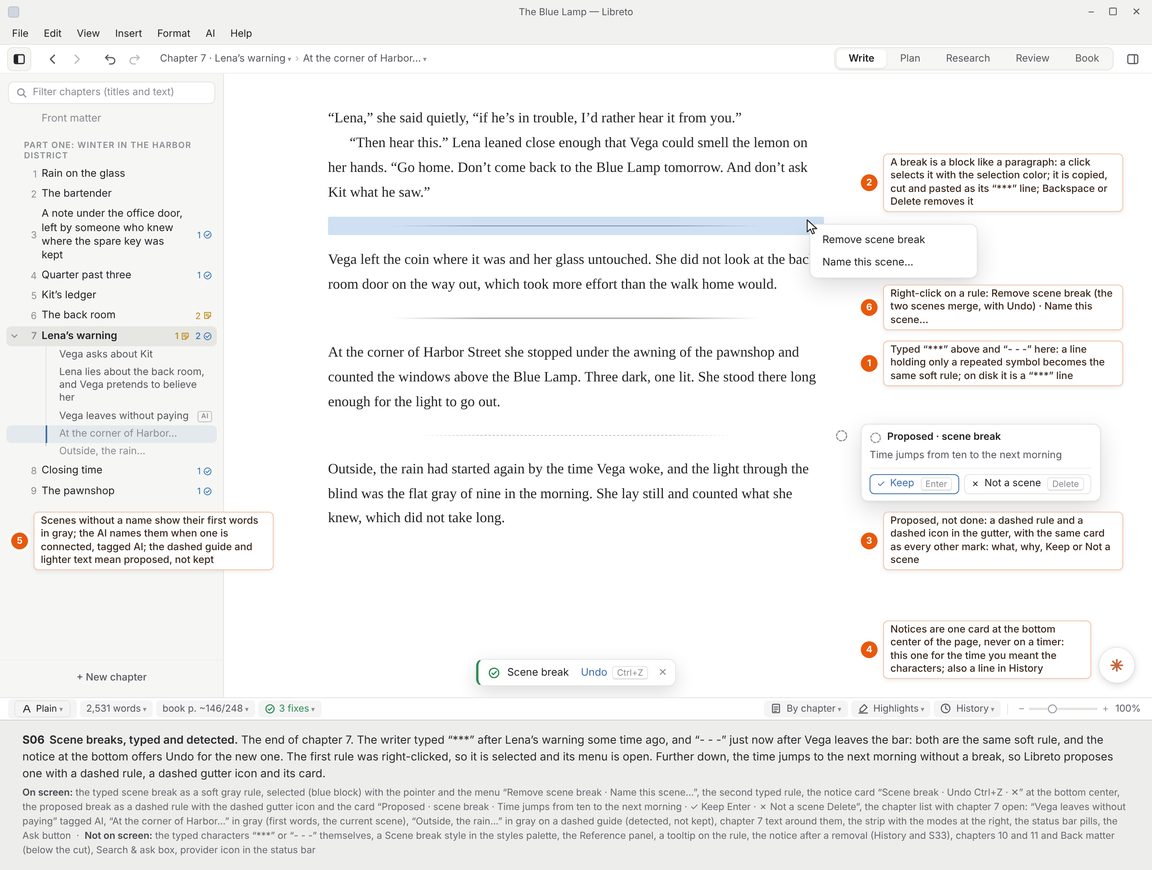 The Blue Lamp — Libreto
File Edit View Insert Format AI Help
Chapter 7 · Lena’s warning › At the corner of Harbor...
Write Plan Research Review Book
Filter chapters (titles and text)
Front matter
PART ONE: WINTER IN THE HARBOR
DISTRICT
1 Rain on the glass
2 The bartender
A note under the office door,
left by someone who knew
3 where the spare key was 1
kept
4 Quarter past three 1
5 Kit’s ledger
6 The back room 2
7 Lena’s warning 1 2
Vega asks about Kit
Lena lies about the back room,
and Vega pretends to believe
her
Vega leaves without paying AI
At the corner of Harbor...
Outside, the rain...
8 Closing time 1
9 The pawnshop 1
5 Scenes without a name show their first words
in gray; the AI names them when one is
connected, tagged AI; the dashed guide and
lighter text mean proposed, not kept
+ New chapter
“Lena,” she said quietly, “if he’s in trouble, I’d rather hear it from you.”
“Then hear this.” Lena leaned close enough that Vega could smell the lemon on
her hands. “Go home. Don’t come back to the Blue Lamp tomorrow. And don’t ask
Kit what he saw.”
Vega left the coin where it was and her glass untouched. She did not look at the bac
room door on the way out, which took more effort than the walk home would.
At the corner of Harbor Street she stopped under the awning of the pawnshop and
counted the windows above the Blue Lamp. Three dark, one lit. She stood there long
enough for the light to go out.
Outside, the rain had started again by the time Vega woke, and the light through the
blind was the flat gray of nine in the morning. She lay still and counted what she
knew, which did not take long.
Remove scene break
Name this scene...
2 A break is a block like a paragraph: a click
selects it with the selection color; it is copied,
cut and pasted as its “***” line; Backspace or
Delete removes it
6 Right-click on a rule: Remove scene break (the
two scenes merge, with Undo) · Name this
scene...
1 Typed “***” above and “- - -” here: a line
holding only a repeated symbol becomes the
same soft rule; on disk it is a “***” line
Proposed · scene break
Time jumps from ten to the next morning
✓ Keep Enter × Not a scene Delete
3 Proposed, not done: a dashed rule and a
dashed icon in the gutter, with the same card
as every other mark: what, why, Keep or Not a
scene
4 Notices are one card at the bottom
center of the page, never on a timer:
this one for the time you meant the
characters; also a line in History
Scene break Undo Ctrl+Z ×
A Plain 2,531 words book p. ~146/248 3 fixes By chapter Highlights History − + 100%
S06 Scene breaks, typed and detected. The end of chapter 7. The writer typed “***” after Lena’s warning some time ago, and “- - -” just now after Vega leaves the bar: both are the same soft rule, and the
notice at the bottom offers Undo for the new one. The first rule was right-clicked, so it is selected and its menu is open. Further down, the time jumps to the next morning without a break, so Libreto proposes
one with a dashed rule, a dashed gutter icon and its card.
On screen: the typed scene break as a soft gray rule, selected (blue block) with the pointer and the menu “Remove scene break · Name this scene...”, the second typed rule, the notice card “Scene break · Undo Ctrl+Z · ×” at the bottom center,
the proposed break as a dashed rule with the dashed gutter icon and the card “Proposed · scene break · Time jumps from ten to the next morning · ✓ Keep Enter · × Not a scene Delete”, the chapter list with chapter 7 open: “Vega leaves without
paying” tagged AI, “At the corner of Harbor...” in gray (first words, the current scene), “Outside, the rain...” in gray on a dashed guide (detected, not kept), chapter 7 text around them, the strip with the modes at the right, the status bar pills, the
Ask button · Not on screen: the typed characters “***” or “- - -” themselves, a Scene break style in the styles palette, the Reference panel, a tooltip on the rule, the notice after a removal (History and S33), chapters 10 and 11 and Back matter
(below the cut), Search & ask box, provider icon in the status bar